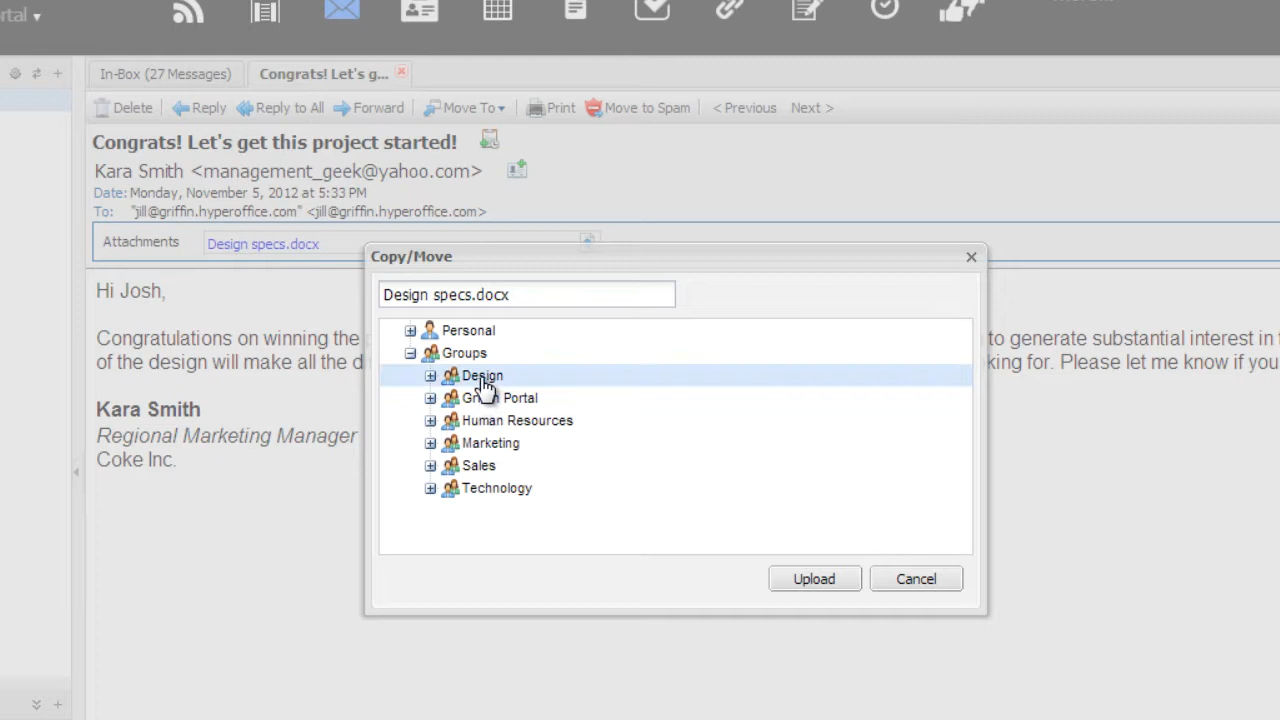 rtal
In-Box (27 Messages) Congrats! Let's g...
Delete Reply Reply to All Forward Move To Print Move to Spam < Previous Next >
Congrats! Let's get this project started!
Kara Smith <management_geek@yahoo.com>
Date: Monday, November 5, 2012 at 5:33 PM
To: "jill@griffin.hyperoffice.com" <jill@griffin.hyperoffice.com>
Attachments Design specs.docx
Copy/Move
Design specs.docx
Personal
Groups
Design
Portal
Human Resources
Marketing
Sales
Technology
Upload Cancel
Hi Josh,
Congratulations on winning the to generate substantial interest in
of the design will make all the king for. Please let me know if you
Kara Smith
Regional Marketing Manager
Coke Inc.